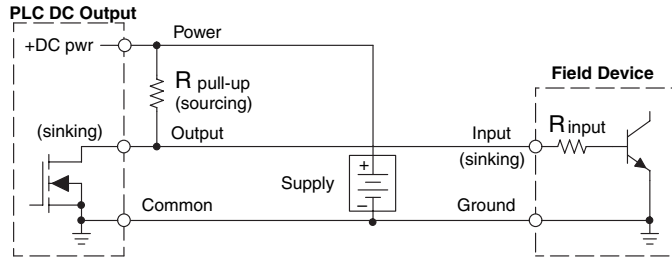 PLC DC Output
Power
+DC pwr
R pull-up
(sourcing)
Field Device
(sinking)
Output
Input
(sinking)
R input
Supply
+
–
Common
Ground